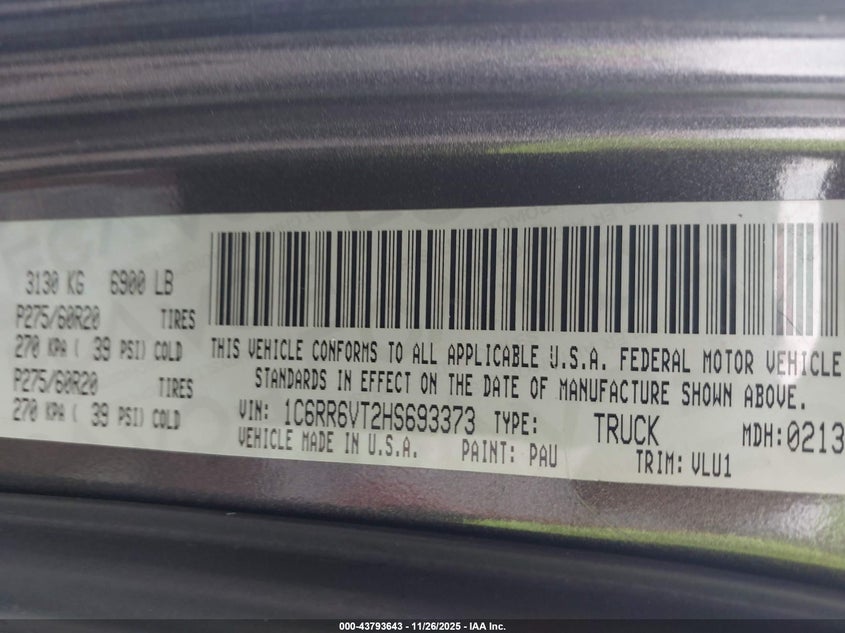 3130 KG 6900 LB
P275/60R20 TIRES
270 KPA ( 39 PSI) COLD
P275/60R20 TIRES
270 KPA ( 39 PSI) COLD
THIS VEHICLE CONFORMS TO ALL APPLICABLE U.S.A. FEDERAL MOTOR VEHICLE
STANDARDS IN EFFECT ON THE DATE OF MANUFACTURE SHOWN ABOVE.
VIN: 1C6RR6VT2HS693373 TYPE: TRUCK MDH:0213
VEHICLE MADE IN U.S.A. PAINT: PAU TRIM: VLU1
000-43793643 - 11/26/2025 - IAA Inc.